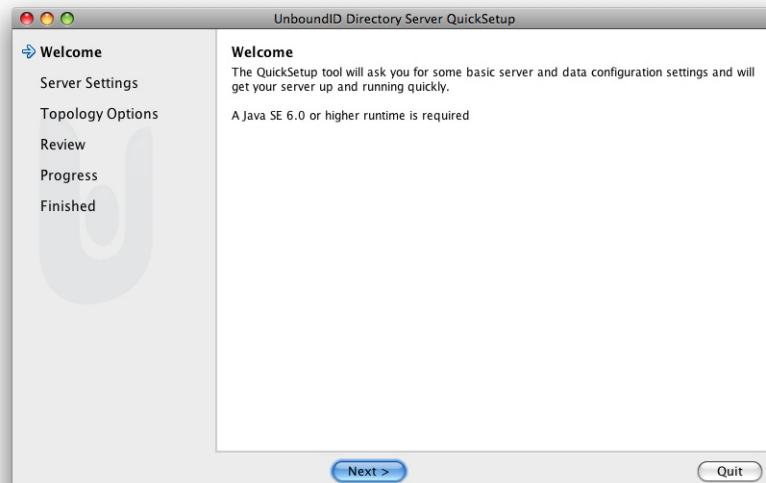 UnboundID Directory Server QuickSetup
Welcome
Server Settings
Topology Options
Review
Progress
Finished
Welcome
The QuickSetup tool will ask you for some basic server and data configuration settings and will
get your server up and running quickly.
A Java SE 6.0 or higher runtime is required
Next >
Quit